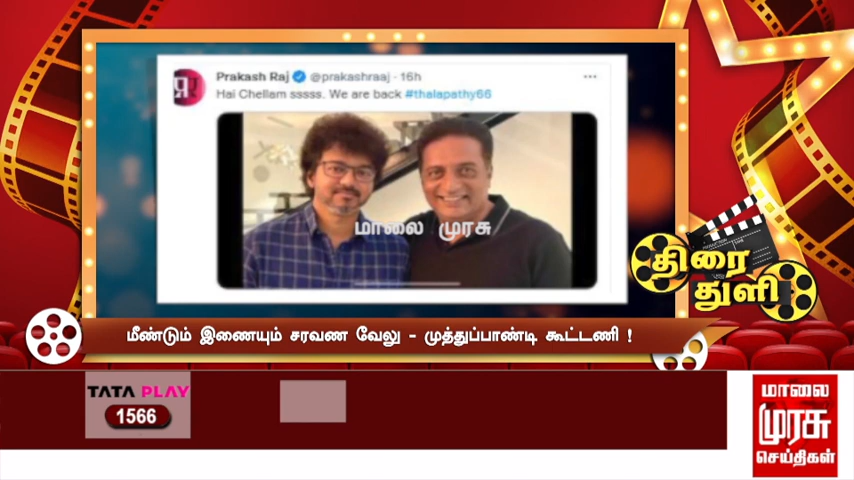 Prakash Raj @prakashraaj · 16h
Hai Chellam sssss. We are back #thalapathy66
மாலை முரசு
திரை
துளி
மீண்டும் இணையும் சரவண வேலு - முத்துப்பாண்டி கூட்டணி !
TATA PLAY
1566
மாலை
முரசு
செய்திகள்